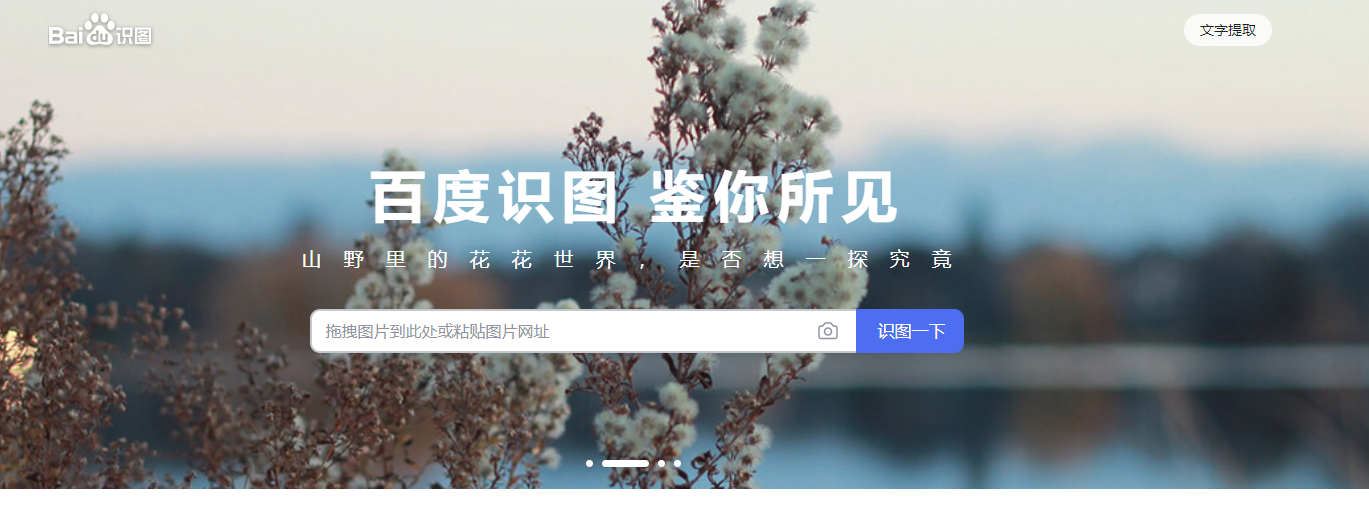 Bai du 识图
文字提取
百度识图 鉴你所见
山野里的花花世界，是否想一探究竟
拖拽图片到此处或粘贴图片网址
识图一下